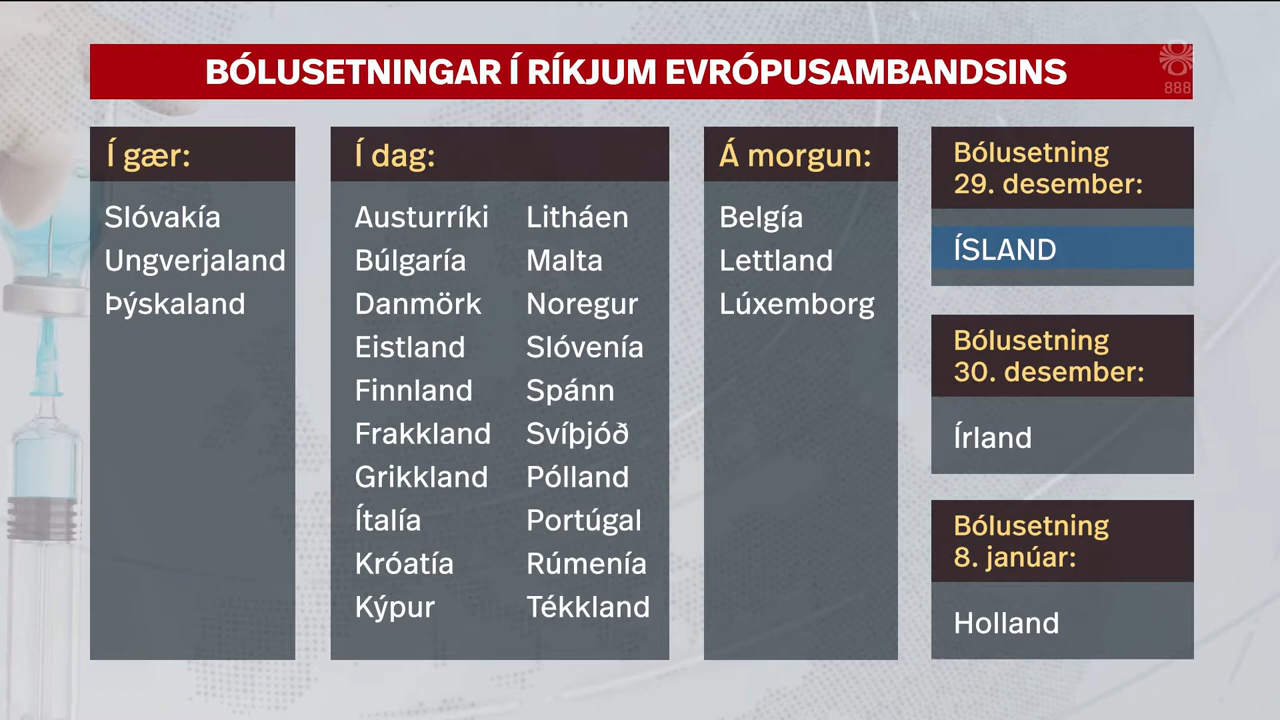 BÓLUSETNINGAR Í RÍKJUM EVRÓPUSAMBANDSINS
888
Í gær:
Slóvakía
Ungverjaland
Þýskaland
Í dag:
Austurríki
Búlgaría
Danmörk
Eistland
Finnland
Frakkland
Grikkland
Ítalía
Króatía
Kýpur
Litháen
Malta
Noregur
Slóvenía
Spánn
Svíþjóð
Pólland
Portúgal
Rúmenía
Tékkland
Á morgun:
Belgía
Lettland
Lúxemborg
Bólusetning
29. desember:
ÍSLAND
Bólusetning
30. desember:
Írland
Bólusetning
8. janúar:
Holland